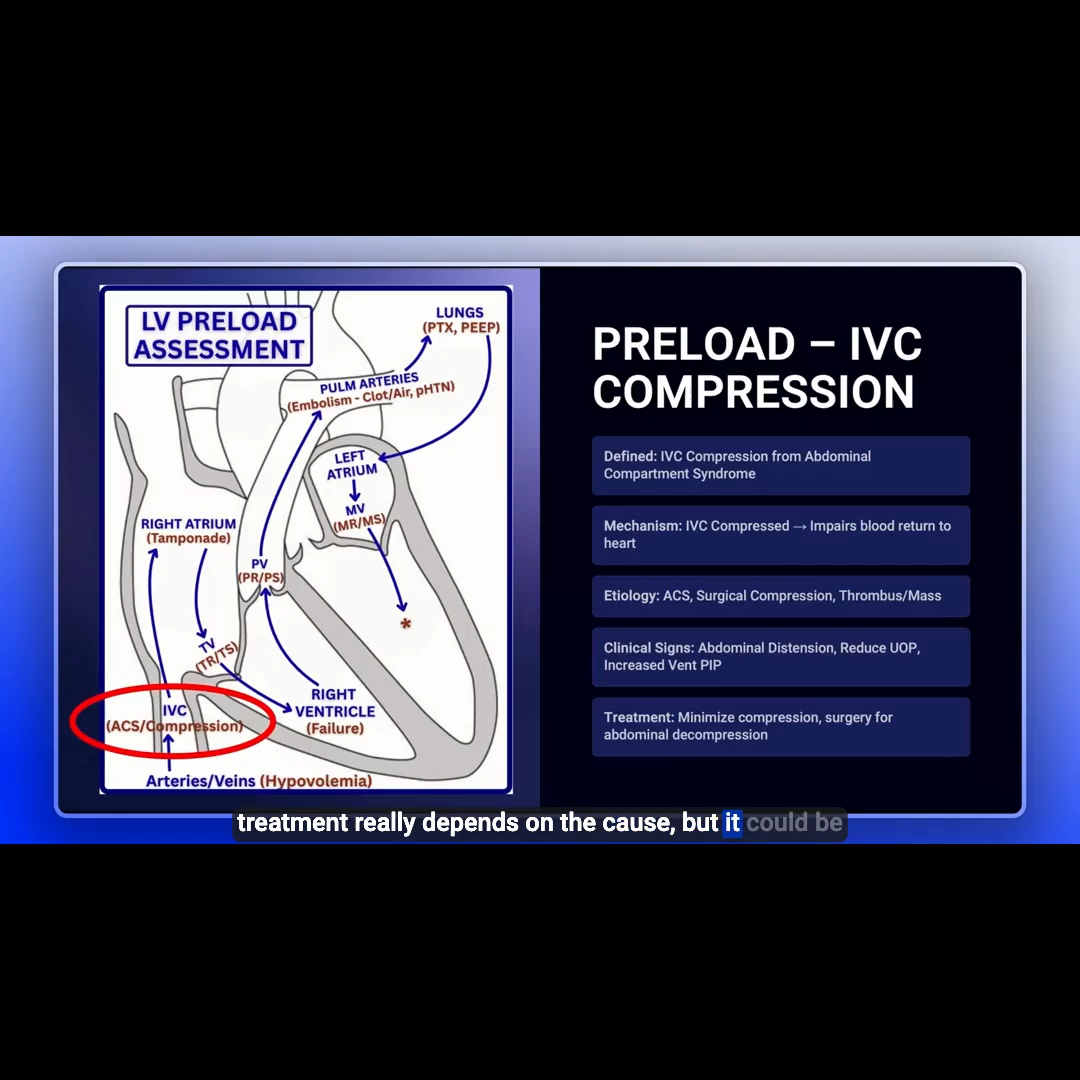 LV PRELOAD
ASSESSMENT
LUNGS
(PTX, PEEP)
PULM ARTERIES
(Embolism - Clot/Air, pHTN)
LEFT
ATRIUM
MV
(MR/MS)
RIGHT ATRIUM
(Tamponade)
PV
(PR/PS)
*
TV
(TR/TS)
RIGHT
VENTRICLE
(Failure)
IVC
(ACS/Compression)
Arteries/Veins (Hypovolemia)
PRELOAD – IVC
COMPRESSION
Defined: IVC Compression from Abdominal
Compartment Syndrome
Mechanism: IVC Compressed → Impairs blood return to
heart
Etiology: ACS, Surgical Compression, Thrombus/Mass
Clinical Signs: Abdominal Distension, Reduce UOP,
Increased Vent PIP
Treatment: Minimize compression, surgery for
abdominal decompression
treatment really depends on the cause, but it could be